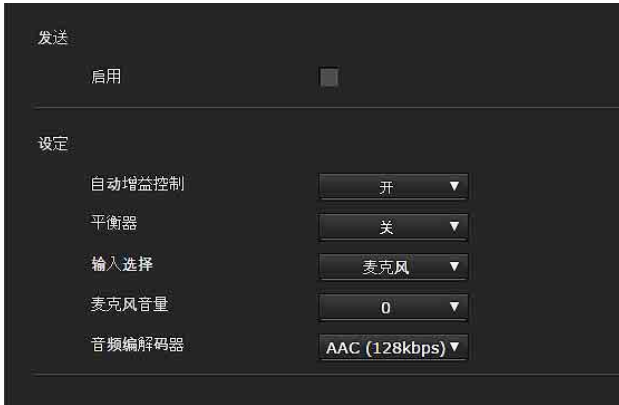 发送
启用
设定
自动增益控制 开
平衡器 关
输入选择 麦克风
麦克风音量 0
音频编解码器 AAC (128kbps)